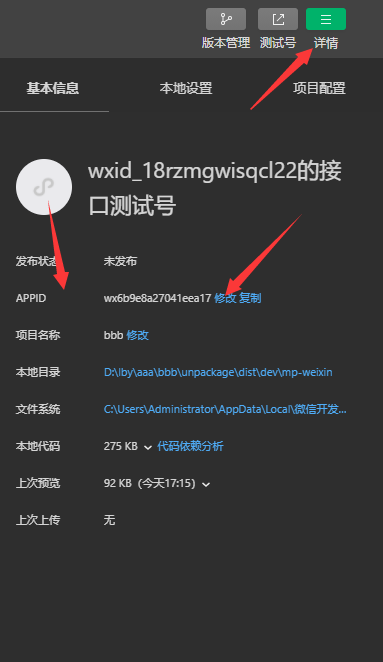 版本管理 测试号 详情
基本信息 本地设置 项目配置
wxid_18rzmgwisqcl22的接
口测试号
发布状态 未发布
APPID wx6b9e8a27041eea17 修改 复制
项目名称 bbb 修改
本地目录 D:\lby\aaa\bbb\unpackage\dist\dev\mp-weixin
文件系统 C:\Users\Administrator\AppData\Local\微信开发...
本地代码 275 KB 代码依赖分析
上次预览 92 KB (今天17:15)
上次上传 无